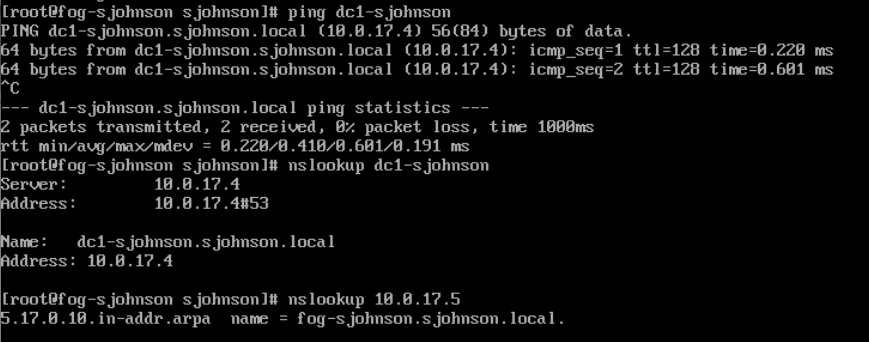 [root@fog-sjohnson sjohnson]# ping dc1-sjohnson
PING dc1-sjohnson.sjohnson.local (10.0.17.4) 56(84) bytes of data.
64 bytes from dc1-sjohnson.sjohnson.local (10.0.17.4): icmp_seq=1 ttl=128 time=0.220 ms
64 bytes from dc1-sjohnson.sjohnson.local (10.0.17.4): icmp_seq=2 ttl=128 time=0.601 ms
^C
--- dc1-sjohnson.sjohnson.local ping statistics ---
2 packets transmitted, 2 received, 0% packet loss, time 1000ms
rtt min/avg/max/mdev = 0.220/0.410/0.601/0.191 ms
[root@fog-sjohnson sjohnson]# nslookup dc1-sjohnson
Server:         10.0.17.4
Address:        10.0.17.4#53

Name:   dc1-sjohnson.sjohnson.local
Address: 10.0.17.4

[root@fog-sjohnson sjohnson]# nslookup 10.0.17.5
5.17.0.10.in-addr.arpa  name = fog-sjohnson.sjohnson.local.